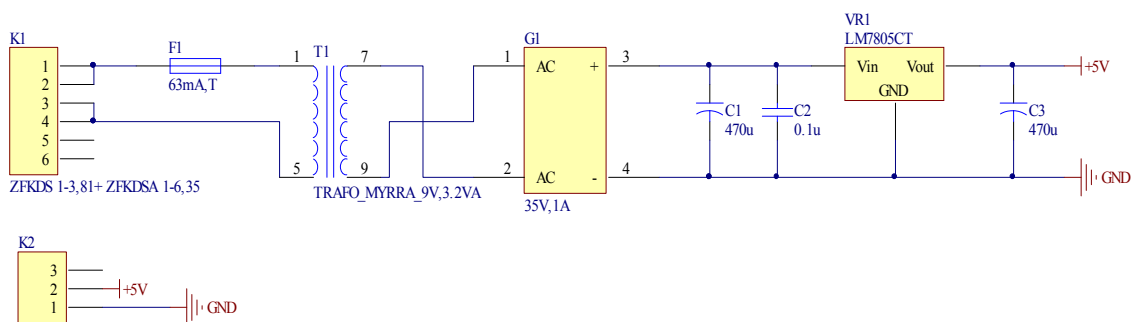 K1
1
2
3
4
5
6
ZFKDS 1-3,81+ ZFKDSA 1-6,35
F1
63mA,T
1
T1
7
5
9
TRAFO_MYRRA_9V,3.2VA
G1
1
AC
+
3
2
AC
-
4
35V,1A
C1
470u
C2
0.1u
VR1
LM7805CT
Vin
Vout
GND
C3
470u
+5V
GND
K2
3
2
+5V
1
GND